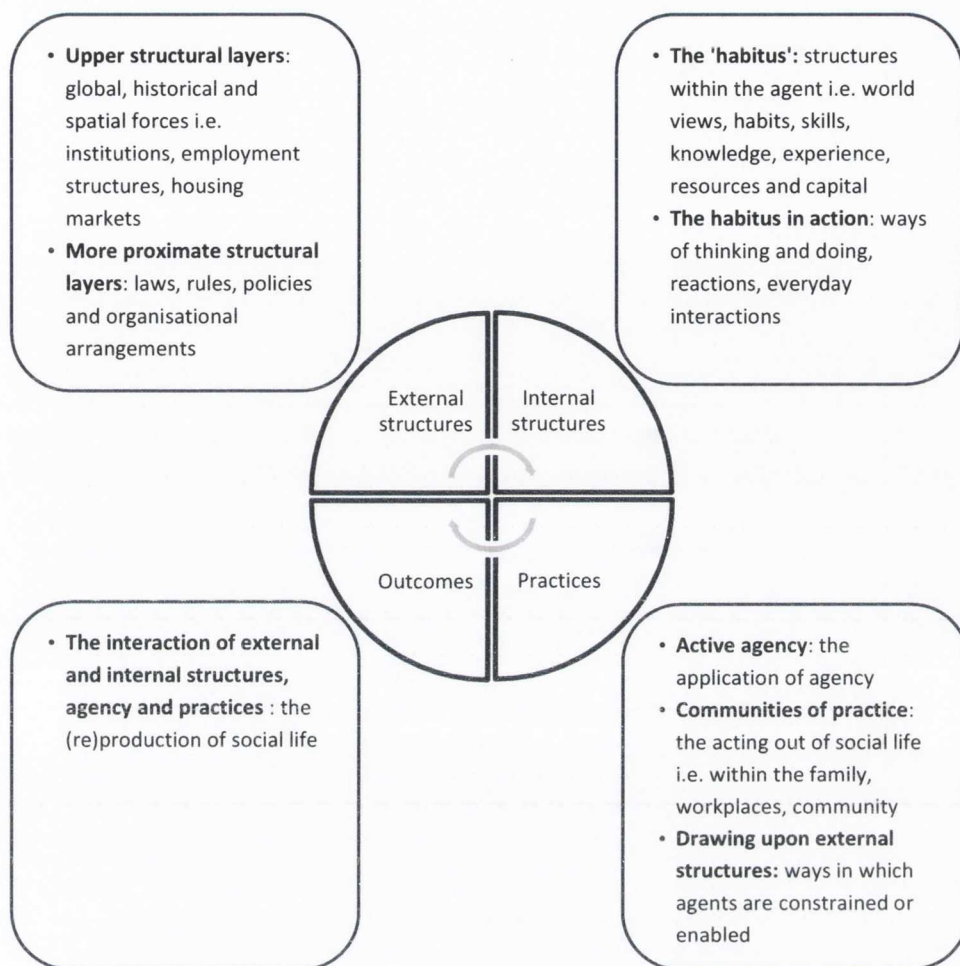 • Upper structural layers:
global, historical and
spatial forces i.e.
institutions, employment
structures, housing
markets
• More proximate structural
layers: laws, rules, policies
and organisational
arrangements
• The 'habitus': structures
within the agent i.e. world
views, habits, skills,
knowledge, experience,
resources and capital
• The habitus in action: ways
of thinking and doing,
reactions, everyday
interactions
External
structures
Internal
structures
Outcomes
Practices
• The interaction of external
and internal structures,
agency and practices : the
(re)production of social life
• Active agency: the
application of agency
• Communities of practice:
the acting out of social life
i.e. within the family,
workplaces, community
• Drawing upon external
structures: ways in which
agents are constrained or
enabled